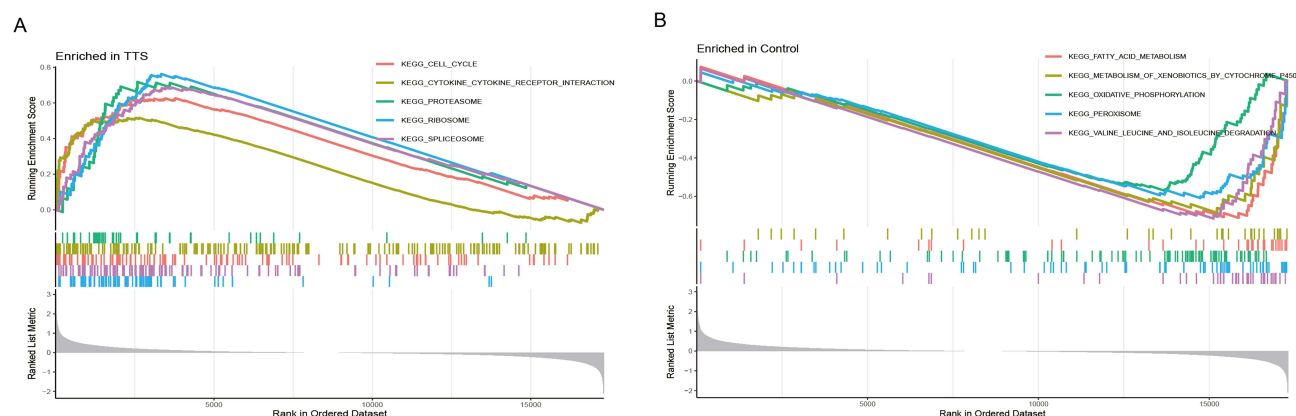 A
Enriched in TTS
KEGG_CELL_CYCLE
KEGG_CYTOKINE_CYTOKINE_RECEPTOR_INTERACTION
KEGG_PROTEASOME
KEGG_RIBOSOME
KEGG_SPLICEOSOME
Running Enrichment Score
0.8
0.6
0.4
0.2
0.0
Ranked List Metric
3
2
1
0
−1
−2
5000
10000
15000
Rank in Ordered Dataset
B
Enriched in Control
KEGG_FATTY_ACID_METABOLISM
KEGG_METABOLISM_OF_XENOBIOTICS_BY_CYTOCHROME_P450
KEGG_OXIDATIVE_PHOSPHORYLATION
KEGG_PEROXISOME
KEGG_VALINE_LEUCINE_AND_ISOLEUCINE_DEGRADATION
Running Enrichment Score
0.0
−0.2
−0.4
−0.6
Ranked List Metric
3
2
1
0
−1
−2
5000
10000
15000
Rank in Ordered Dataset